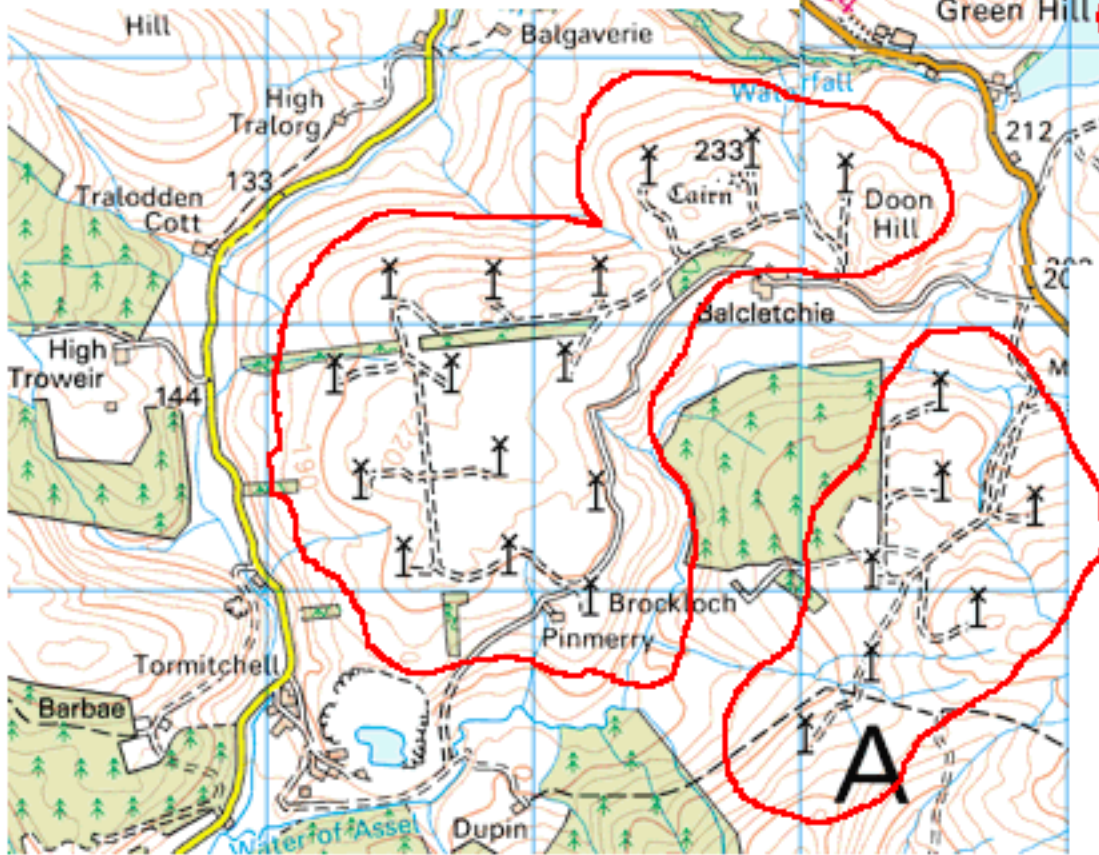 Hill
Balgaverie
Green Hill
Waterfall
High
Tralorg
212
233
Cairn
133
Tralodden
Cott
Doon
Hill
Balcletchie
High
Troweir
144
M
220
Brockloch
Pinmerry
Tormitchell
Barbae
A
Dupin
Water of Assel